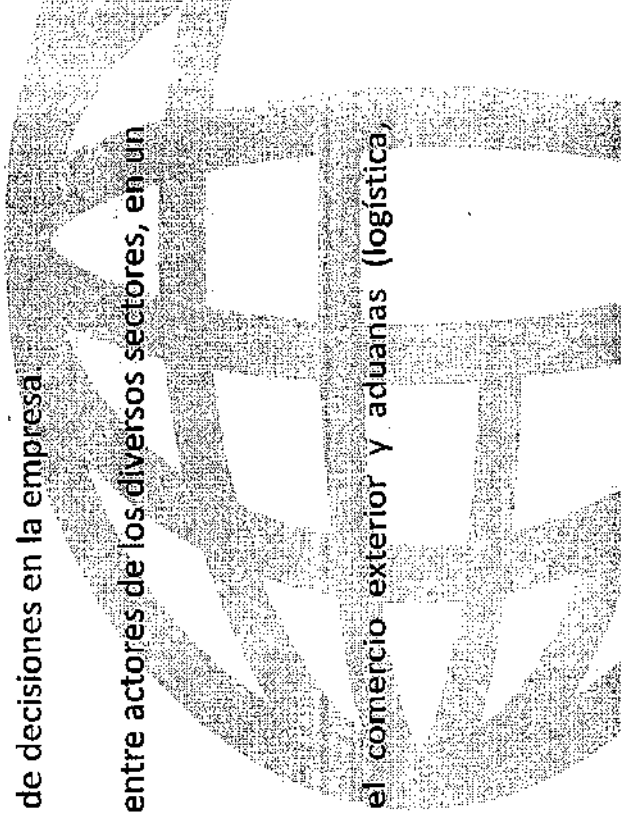 de decisiones en la empresa.
entre actores de los diversos sectores, en un
el comercio exterior y aduanas (logística,